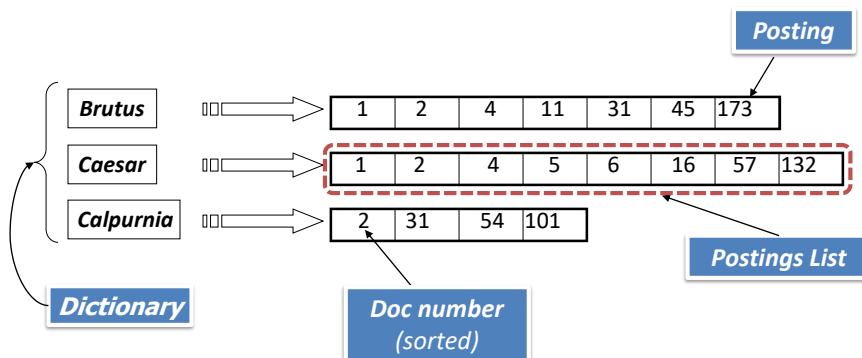 Posting
Brutus 1 2 4 11 31 45 173
Caesar 1 2 4 5 6 16 57 132
Calpurnia 2 31 54 101
Postings List
Dictionary
Doc number
(sorted)